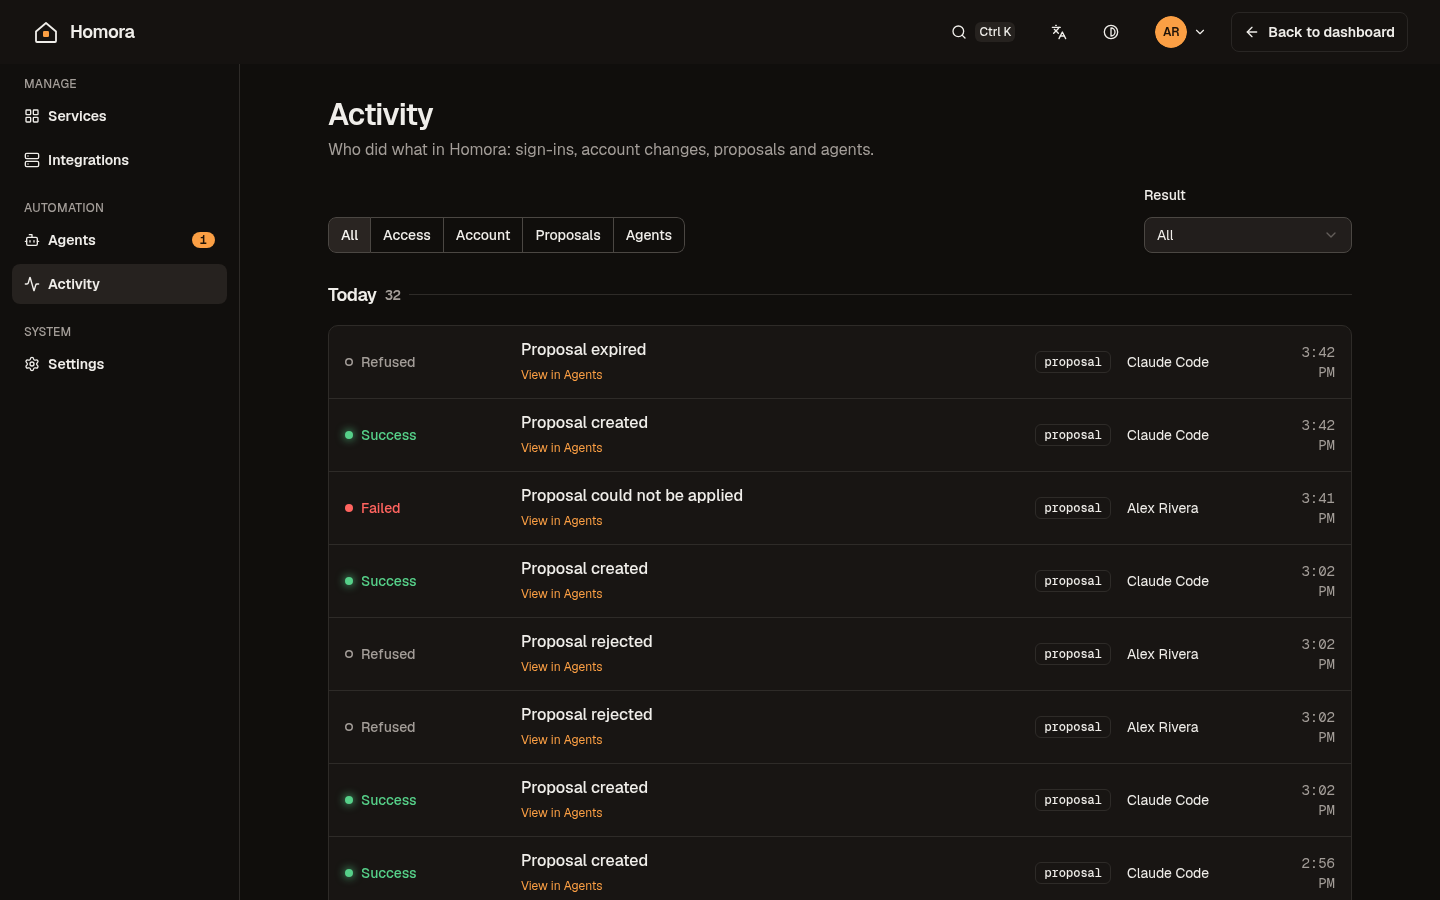 Homora
Ctrl K
AR
Back to dashboard
MANAGE
Services
Integrations
AUTOMATION
Agents
1
Activity
SYSTEM
Settings
Activity
Who did what in Homora: sign-ins, account changes, proposals and agents.
Result
All
Access
Account
Proposals
Agents
All
Today 32
Refused
Proposal expired
View in Agents
proposal
Claude Code
3:42
PM
Success
Proposal created
View in Agents
proposal
Claude Code
3:42
PM
Failed
Proposal could not be applied
View in Agents
proposal
Alex Rivera
3:41
PM
Success
Proposal created
View in Agents
proposal
Claude Code
3:02
PM
Refused
Proposal rejected
View in Agents
proposal
Alex Rivera
3:02
PM
Refused
Proposal rejected
View in Agents
proposal
Alex Rivera
3:02
PM
Success
Proposal created
View in Agents
proposal
Claude Code
3:02
PM
Success
Proposal created
View in Agents
proposal
Claude Code
2:56
PM